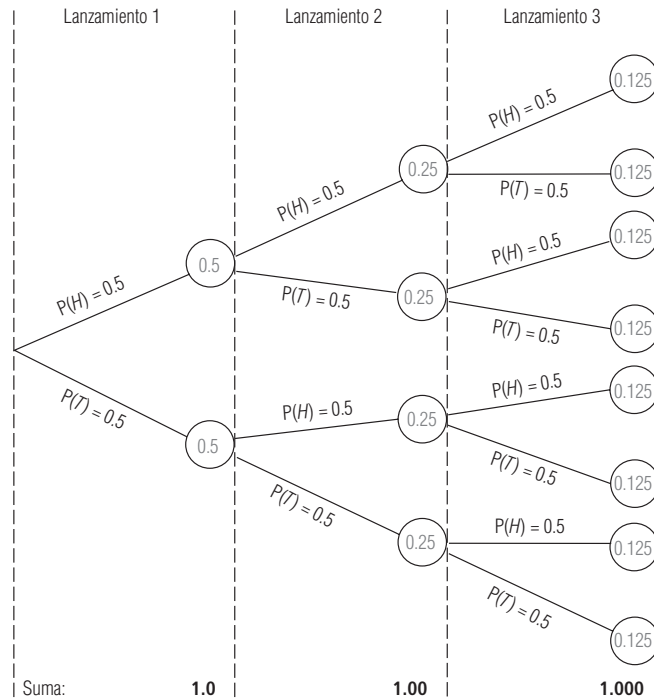 Lanzamiento 1 Lanzamiento 2 Lanzamiento 3
0.125
P(H) = 0.5
0.25
0.125
P(H) = 0.5
P(T) = 0.5
0.125
P(H) = 0.5
0.5
P(H) = 0.5
P(T) = 0.5
0.25
P(T) = 0.5
0.125
P(H) = 0.5
0.125
P(T) = 0.5
P(H) = 0.5
0.25
0.5
P(T) = 0.5
0.125
P(T) = 0.5
P(H) = 0.5
0.25
0.125
P(T) = 0.5
0.125
Suma: 1.0 1.00 1.000